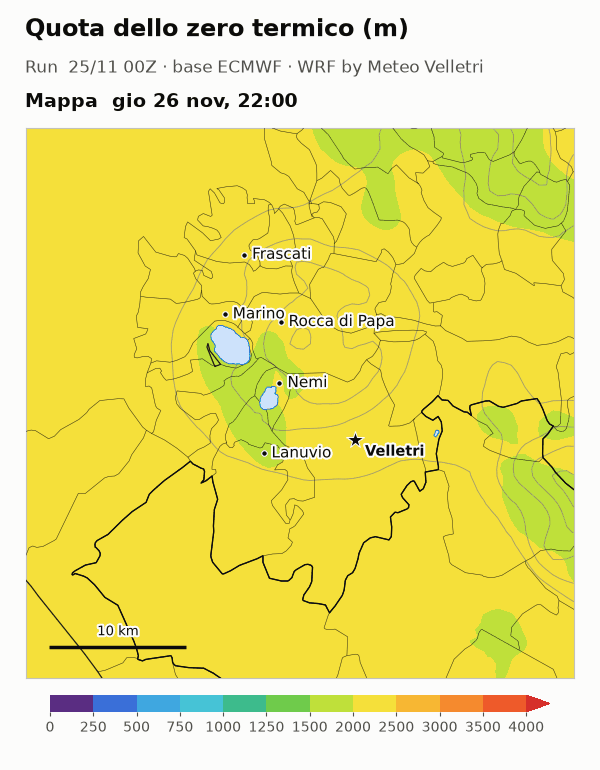 Quota dello zero termico (m)
Run  25/11 00Z · base ECMWF · WRF by Meteo Velletri
Mappa  gio 26 nov, 22:00
Frascati
Marino
Rocca di Papa
Nemi
Velletri
Lanuvio
10 km
0 250 500 750 1000 1250 1500 2000 2500 3000 3500 4000